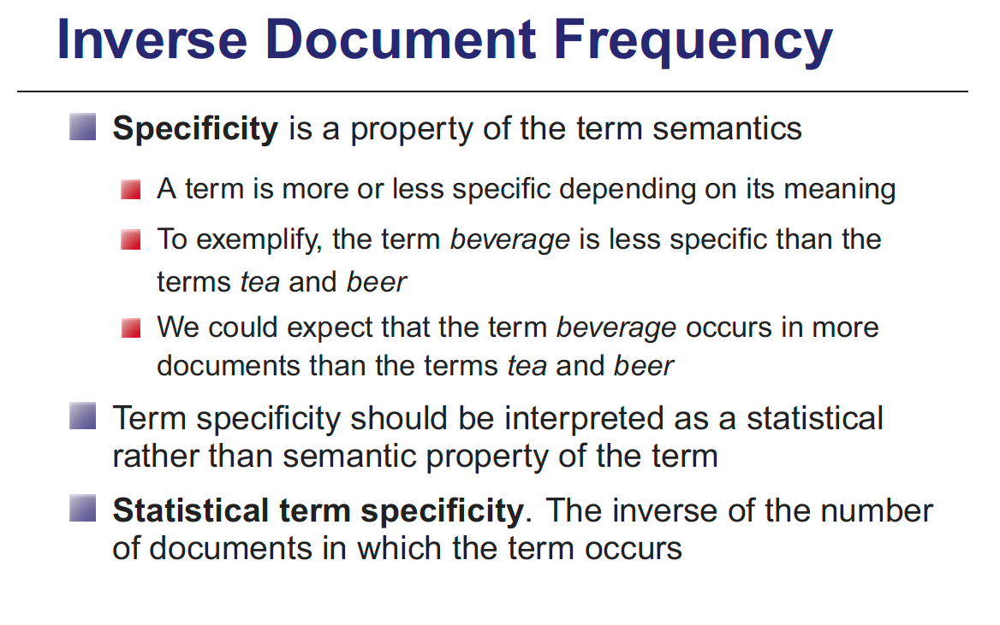 Inverse Document Frequency
Specificity is a property of the term semantics
A term is more or less specific depending on its meaning
To exemplify, the term beverage is less specific than the
terms tea and beer
We could expect that the term beverage occurs in more
documents than the terms tea and beer
Term specificity should be interpreted as a statistical
rather than semantic property of the term
Statistical term specificity. The inverse of the number
of documents in which the term occurs